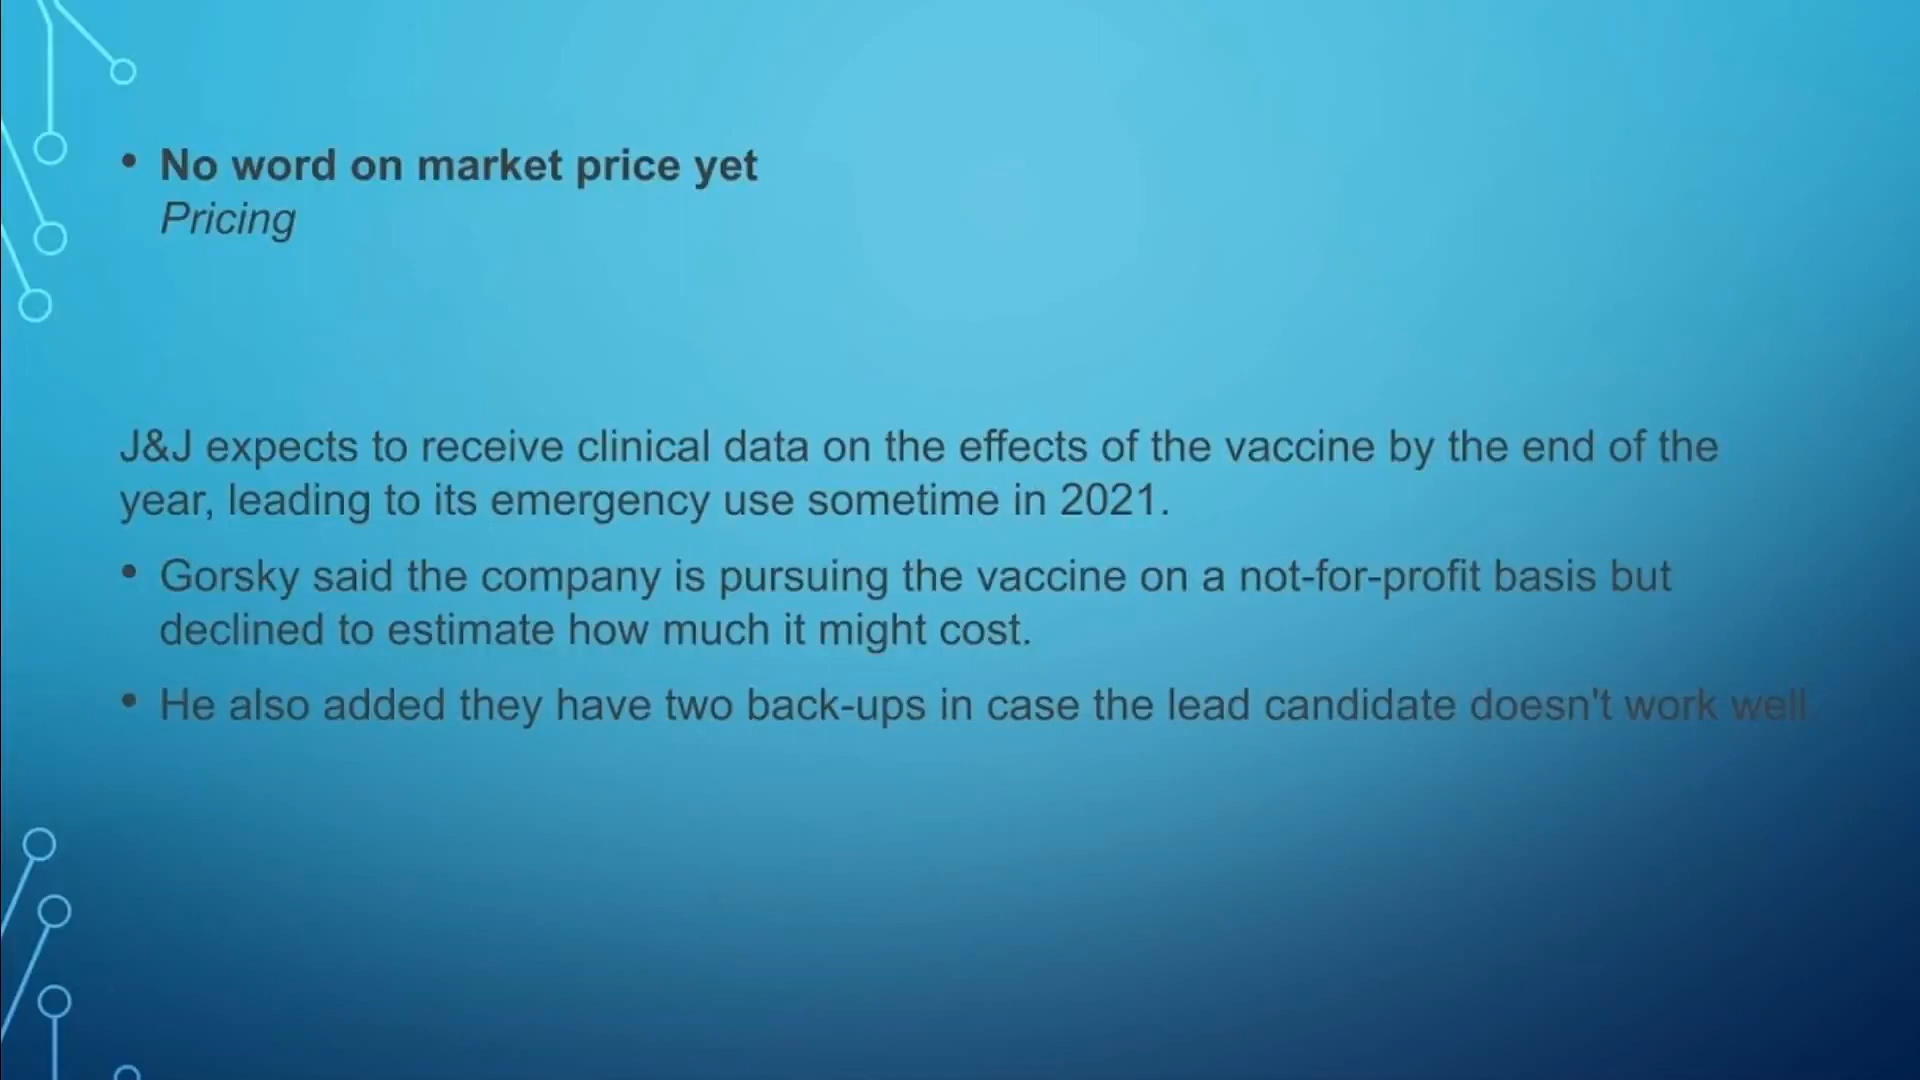 • No word on market price yet
Pricing
J&J expects to receive clinical data on the effects of the vaccine by the end of the
year, leading to its emergency use sometime in 2021.
• Gorsky said the company is pursuing the vaccine on a not-for-profit basis but
declined to estimate how much it might cost.
• He also added they have two back-ups in case the lead candidate doesn't work well.